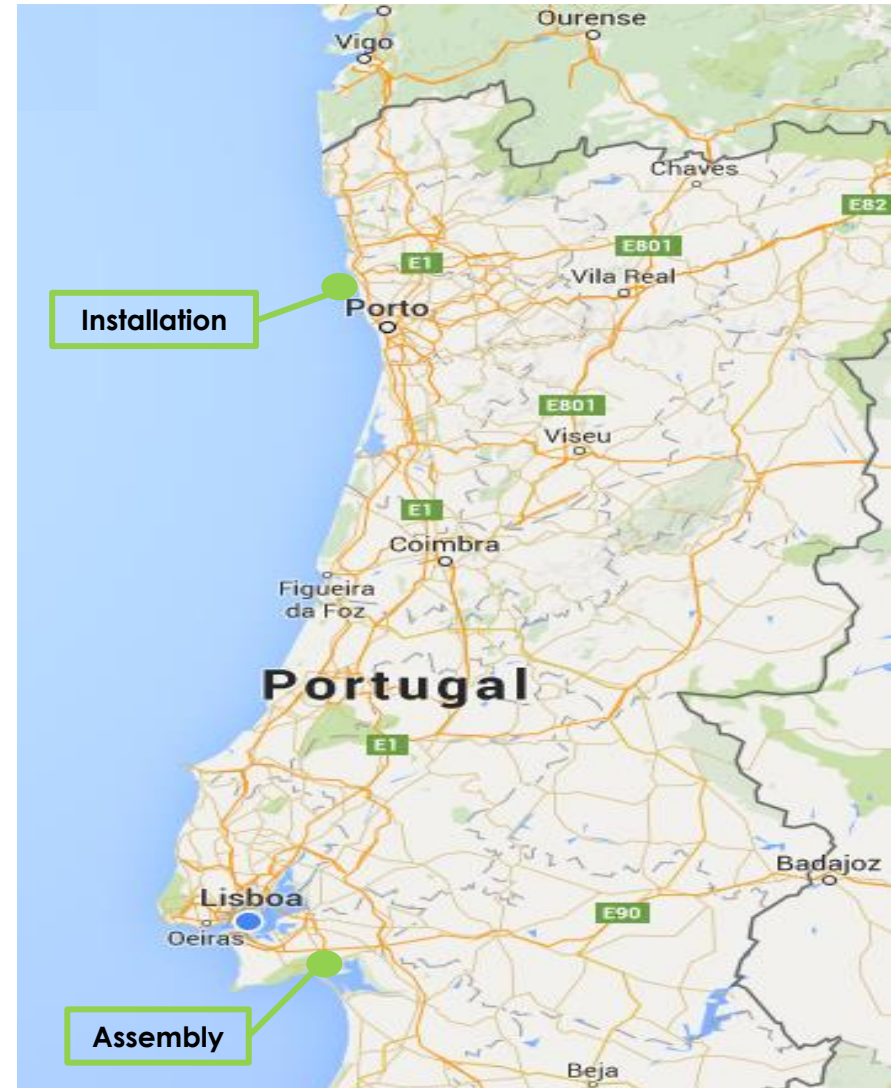 Ourense
Vigo
Chaves
E82
E801
E1
Vila Real
Installation
Porto
E801
Viseu
E1
Coimbra
Figueira
da Foz
Portugal
E1
Badajoz
Lisboa
E90
Oeiras
Assembly
Beja